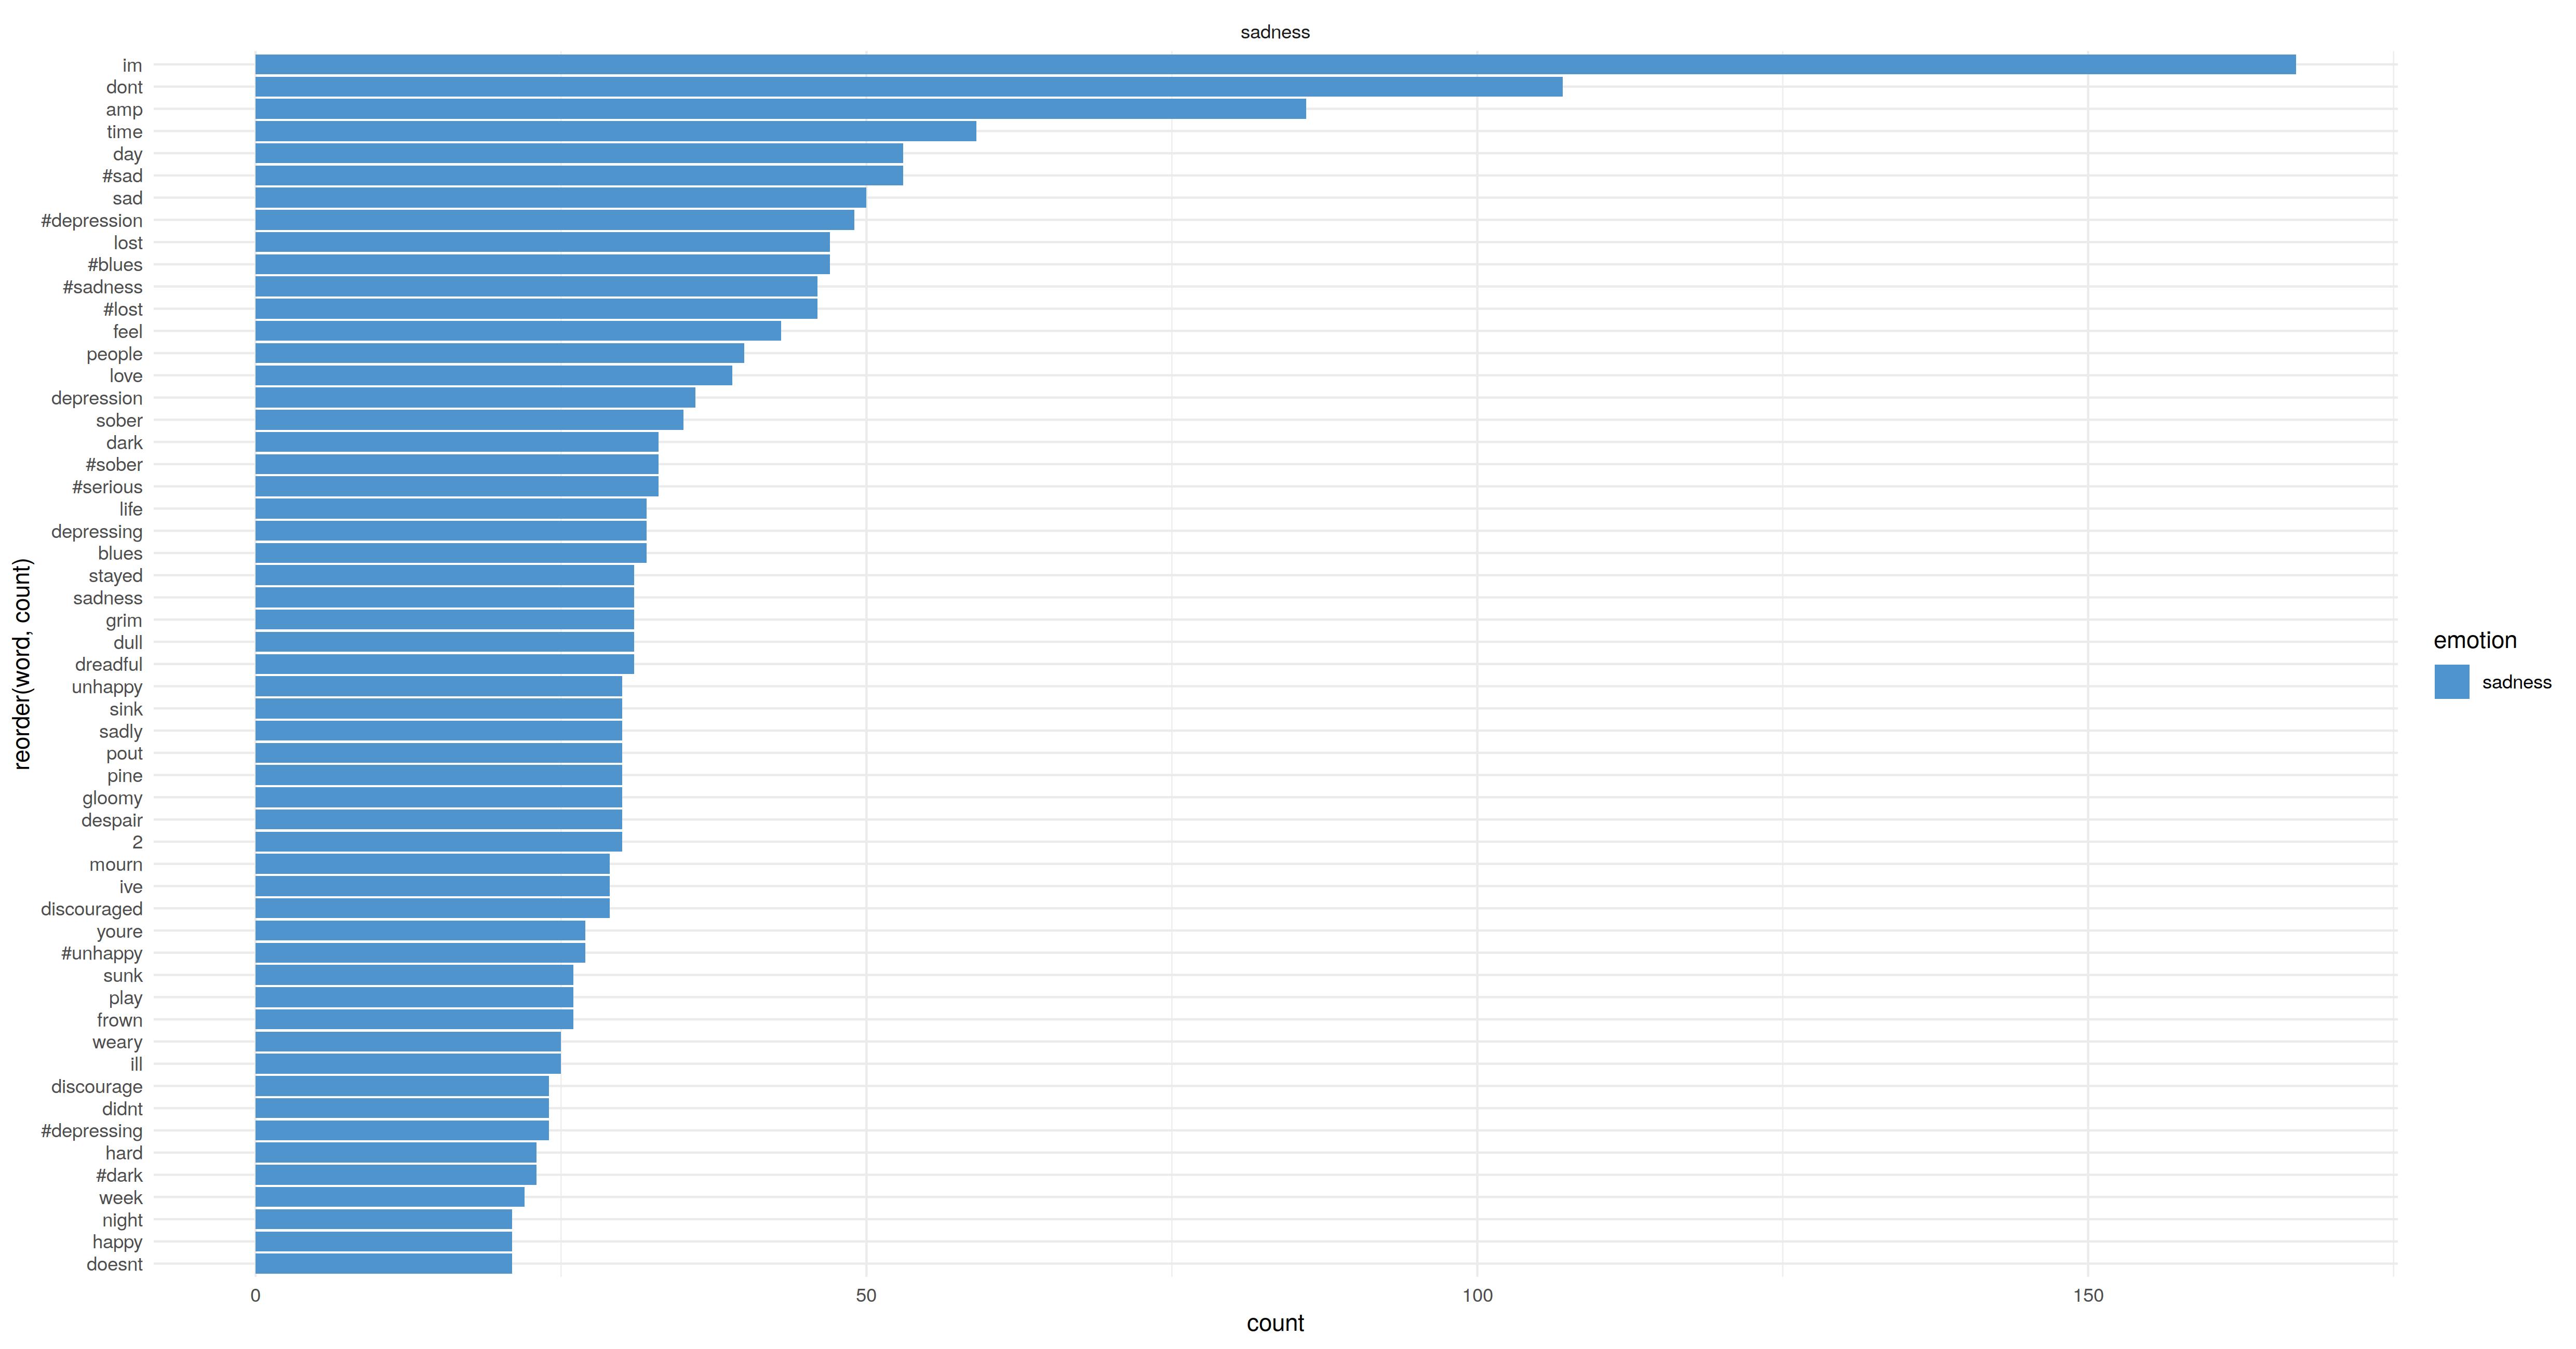 sadness
im
dont
amp
time
day
#sad
sad
#depression
lost
#blues
#sadness
#lost
feel
people
love
depression
sober
dark
#sober
#serious
life
depressing
blues
stayed
sadness
grim
dull
dreadful
unhappy
sink
sadly
pout
pine
gloomy
despair
2
mourn
ive
discouraged
youre
#unhappy
sunk
play
frown
weary
ill
discourage
didnt
#depressing
hard
#dark
week
night
happy
doesnt
reorder(word, count)
0 50 100 150
count
emotion
sadness